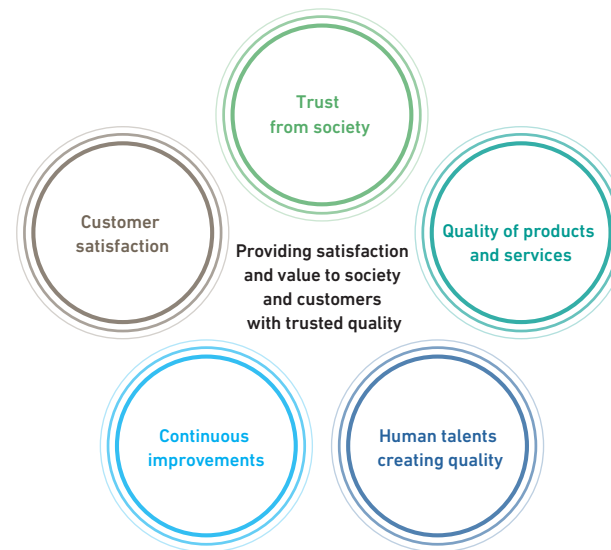 Trust
from society
Customer
satisfaction
Quality of products
and services
Providing satisfaction
and value to society
and customers
with trusted quality
Continuous
improvements
Human talents
creating quality